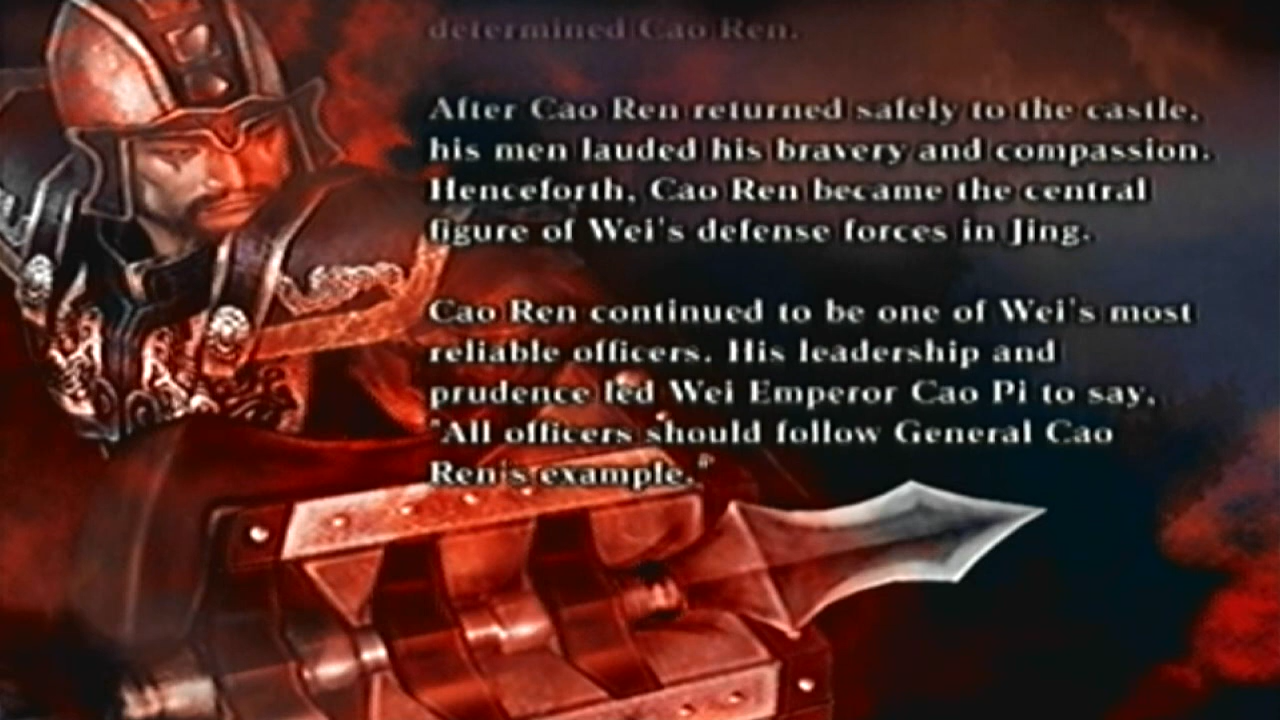 determined Cao Ren.
After Cao Ren returned safely to the castle,
his men lauded his bravery and compassion.
Henceforth, Cao Ren became the central
figure of Wei's defense forces in Jing.
Cao Ren continued to be one of Wei's most
reliable officers. His leadership and
prudence led Wei Emperor Cao Pi to say,
"All officers should follow General Cao
Ren's example."